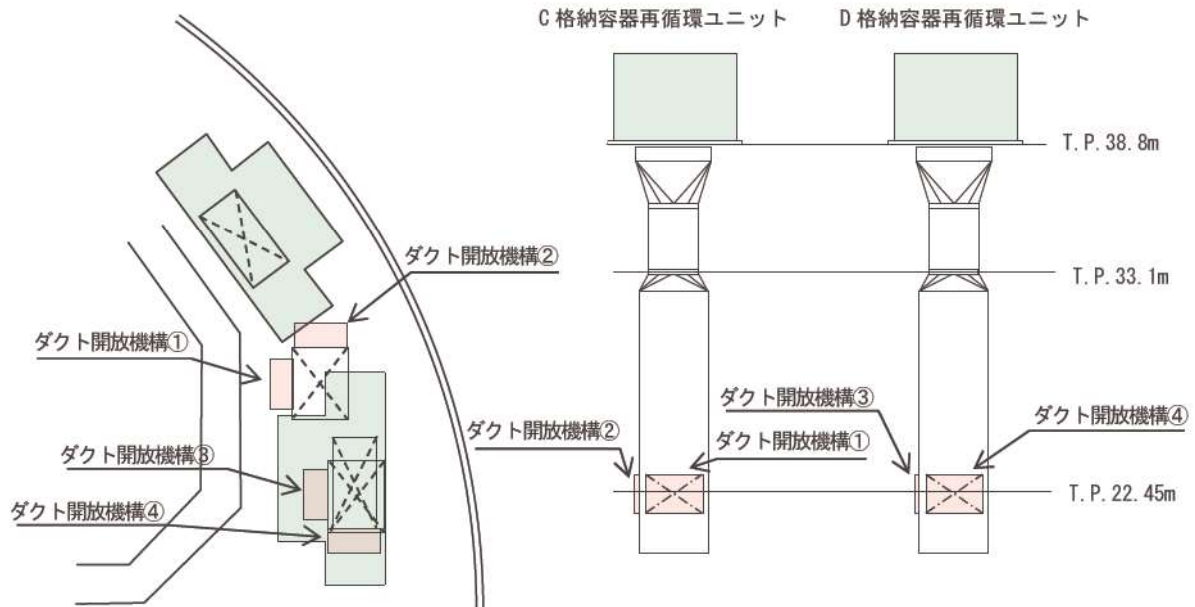 C格納容器再循環ユニット
D格納容器再循環ユニット
T.P.38.8m
ダクト開放機構②
T.P.33.1m
ダクト開放機構①
ダクト開放機構③
ダクト開放機構④
ダクト開放機構②
ダクト開放機構①
ダクト開放機構③
ダクト開放機構④
T.P.22.45m